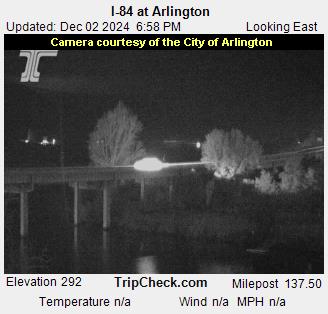 I-84 at Arlington
Updated: Dec 02 2024 6:58 PM Looking East
Camera courtesy of the City of Arlington
Elevation 292 TripCheck.com Milepost 137.50
Temperature n/a Wind n/a MPH n/a